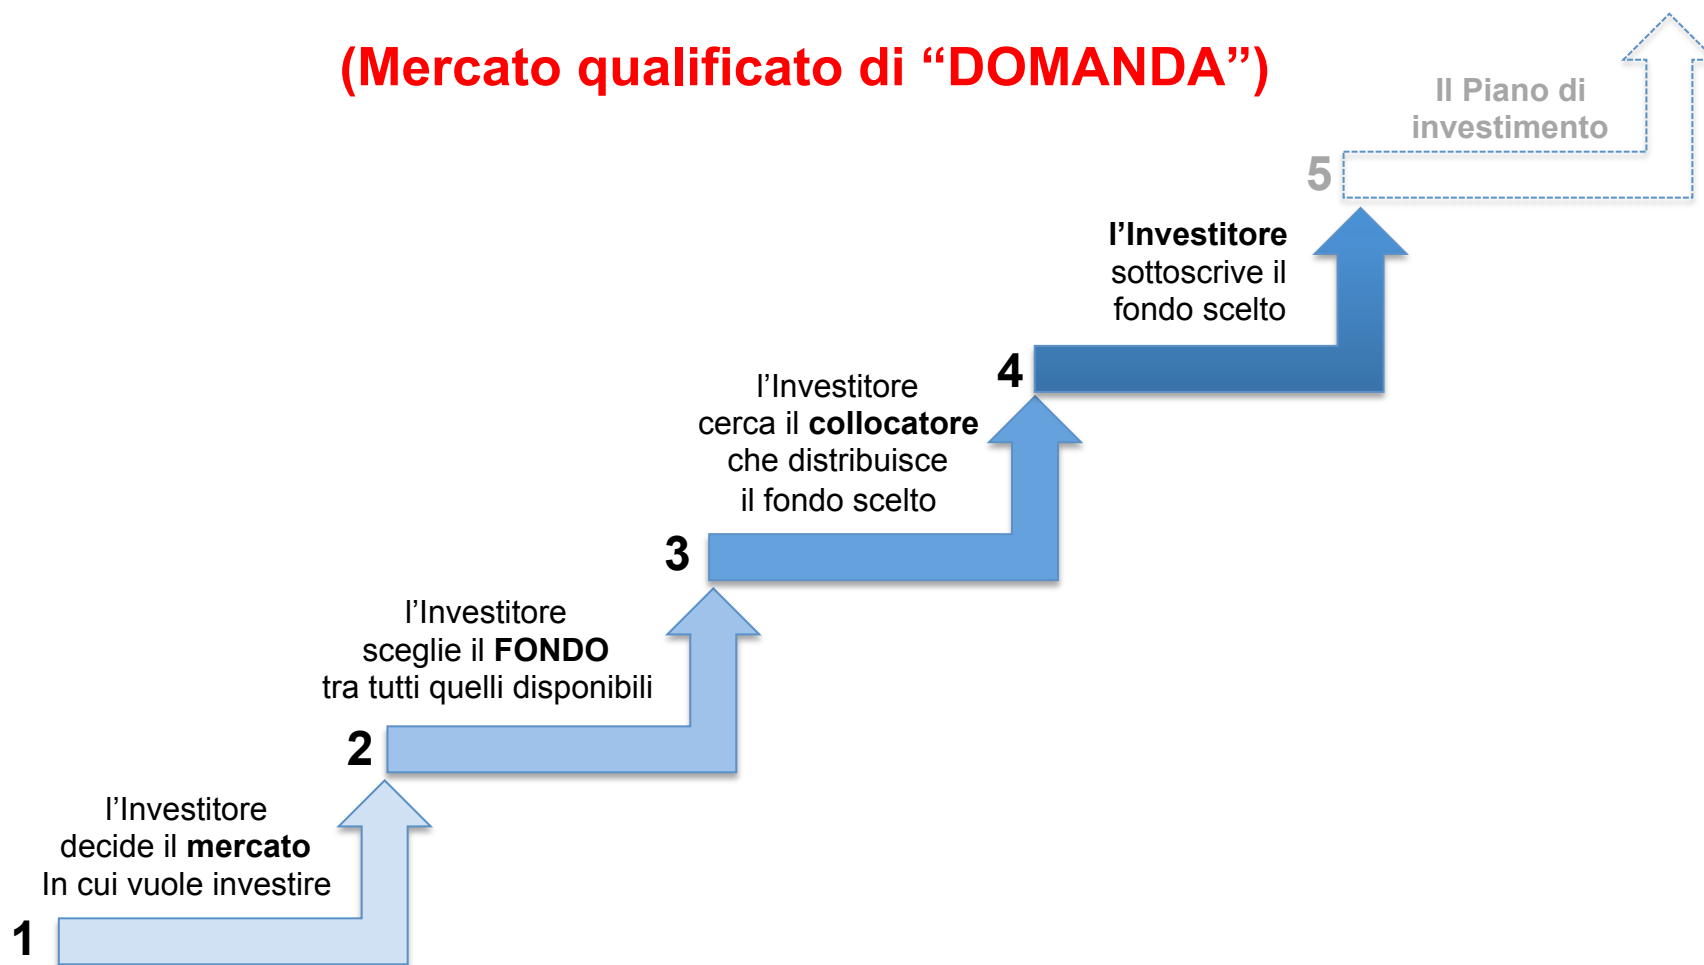 (Mercato qualificato di “DOMANDA”)
Il Piano di
investimento
5
l’Investitore
sottoscrive il
fondo scelto
4
l’Investitore
cerca il collocatore
che distribuisce
il fondo scelto
3
l’Investitore
sceglie il FONDO
tra tutti quelli disponibili
2
l’Investitore
decide il mercato
In cui vuole investire
1